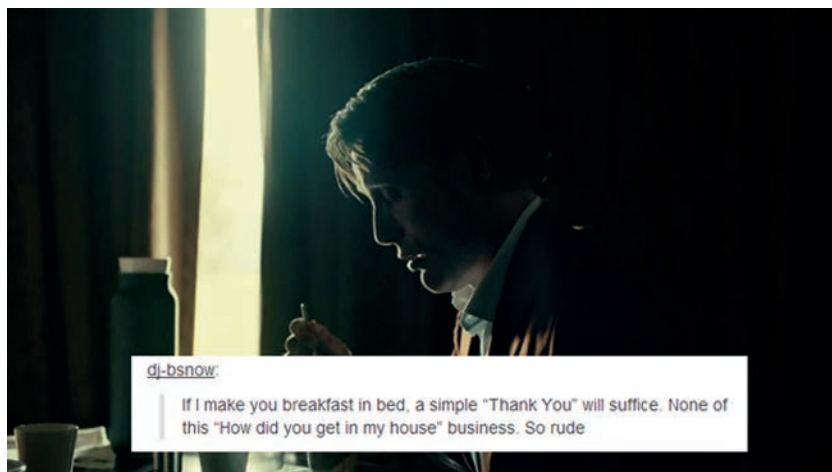 dj-bsnow:
If I make you breakfast in bed, a simple “Thank You” will suffice. None of
this “How did you get in my house” business. So rude